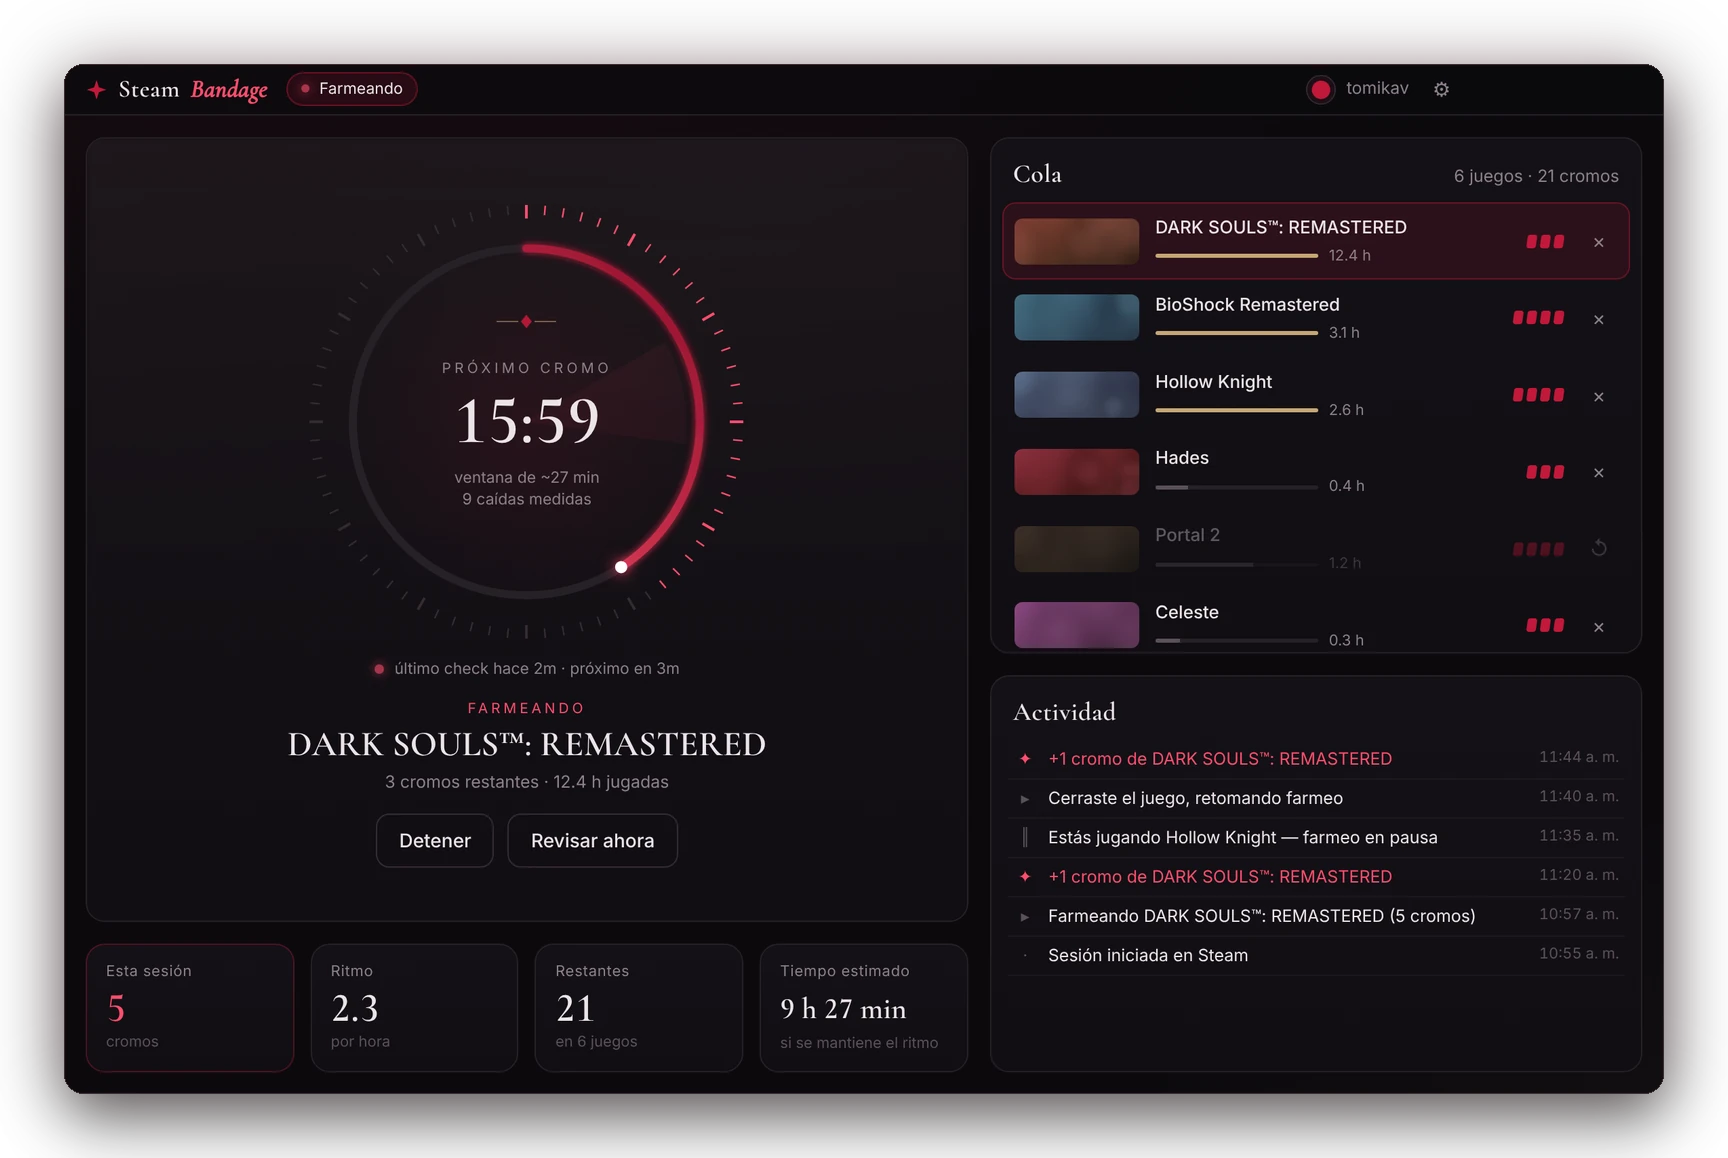 Steam Bandage
Farmeando
tomikav
PRÓXIMO CROMO
15:59
ventana de ~27 min
9 caídas medidas
último check hace 2m · próximo en 3m
FARMEANDO
DARK SOULS™: REMASTERED
3 cromos restantes · 12.4 h jugadas
Detener
Revisar ahora
Esta sesión
5
cromos
Ritmo
2.3
por hora
Restantes
21
en 6 juegos
Tiempo estimado
9 h 27 min
si se mantiene el ritmo
Cola
6 juegos · 21 cromos
DARK SOULS™: REMASTERED
12.4 h
BioShock Remastered
3.1 h
Hollow Knight
2.6 h
Hades
0.4 h
Portal 2
1.2 h
Celeste
0.3 h
Actividad
+1 cromo de DARK SOULS™: REMASTERED 11:44 a. m.
Cerraste el juego, retomando farmeo 11:40 a. m.
Estás jugando Hollow Knight — farmeo en pausa 11:35 a. m.
+1 cromo de DARK SOULS™: REMASTERED 11:20 a. m.
Farmeando DARK SOULS™: REMASTERED (5 cromos) 10:57 a. m.
Sesión iniciada en Steam 10:55 a. m.